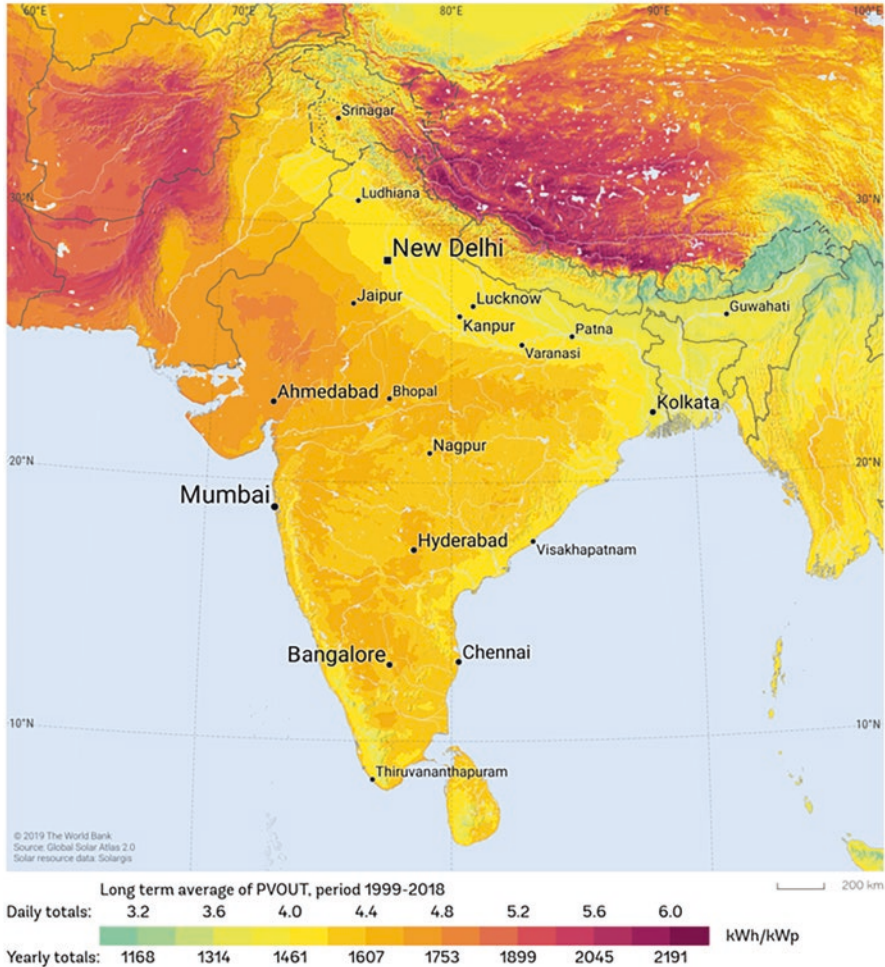 60°E 70°E 80°E 90°E 100°E
Srinagar
30°N 30°N
Ludhiana
New Delhi
Jaipur
Lucknow
Kanpur
Patna
Varanasi
Guwahati
Ahmedabad
Bhopal
Kolkata
Nagpur
20°N 20°N
Mumbai
Hyderabad
Visakhapatnam
Bangalore
Chennai
10°N 10°N
Thiruvananthapuram
© 2019 The World Bank
Source: Global Solar Atlas 2.0
Solar resource data: Solargis
Long term average of PVOUT, period 1999-2018
200 km
Daily totals: 3.2 3.6 4.0 4.4 4.8 5.2 5.6 6.0
kWh/kWp
Yearly totals: 1168 1314 1461 1607 1753 1899 2045 2191